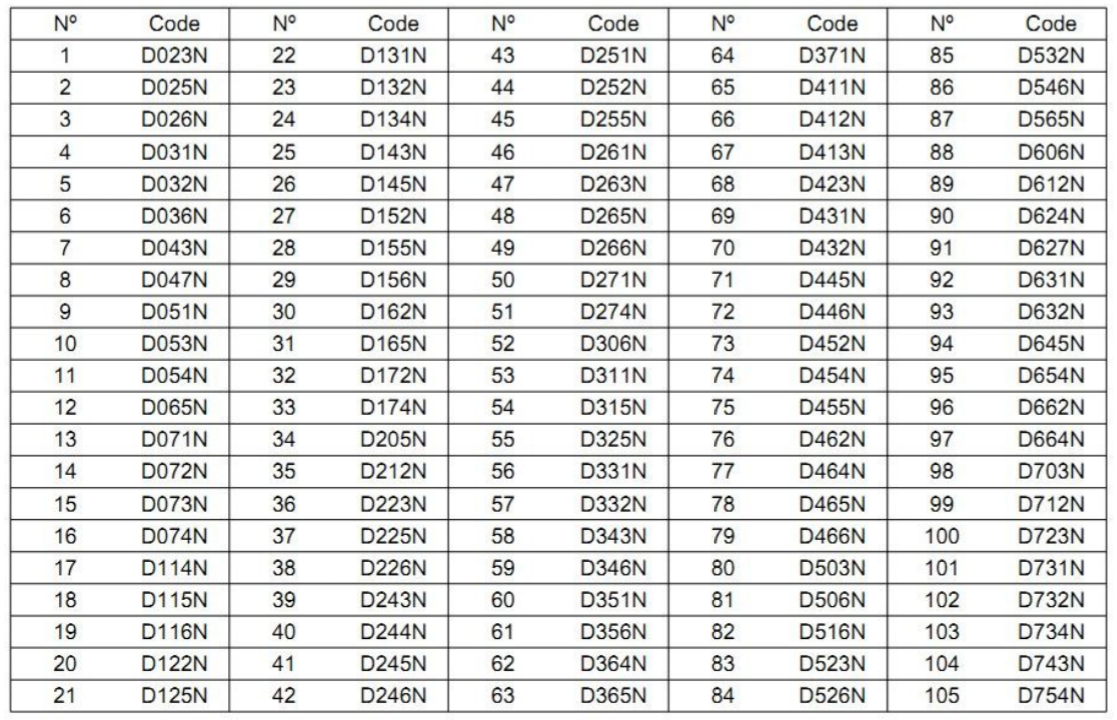 Nº Code Nº Code Nº Code Nº Code Nº Code
1 D023N 22 D131N 43 D251N 64 D371N 85 D532N
2 D025N 23 D132N 44 D252N 65 D411N 86 D546N
3 D026N 24 D134N 45 D255N 66 D412N 87 D565N
4 D031N 25 D143N 46 D261N 67 D413N 88 D606N
5 D032N 26 D145N 47 D263N 68 D423N 89 D612N
6 D036N 27 D152N 48 D265N 69 D431N 90 D624N
7 D043N 28 D155N 49 D266N 70 D432N 91 D627N
8 D047N 29 D156N 50 D271N 71 D445N 92 D631N
9 D051N 30 D162N 51 D274N 72 D446N 93 D632N
10 D053N 31 D165N 52 D306N 73 D452N 94 D645N
11 D054N 32 D172N 53 D311N 74 D454N 95 D654N
12 D065N 33 D174N 54 D315N 75 D455N 96 D662N
13 D071N 34 D205N 55 D325N 76 D462N 97 D664N
14 D072N 35 D212N 56 D331N 77 D464N 98 D703N
15 D073N 36 D223N 57 D332N 78 D465N 99 D712N
16 D074N 37 D225N 58 D343N 79 D466N 100 D723N
17 D114N 38 D226N 59 D346N 80 D503N 101 D731N
18 D115N 39 D243N 60 D351N 81 D506N 102 D732N
19 D116N 40 D244N 61 D356N 82 D516N 103 D734N
20 D122N 41 D245N 62 D364N 83 D523N 104 D743N
21 D125N 42 D246N 63 D365N 84 D526N 105 D754N